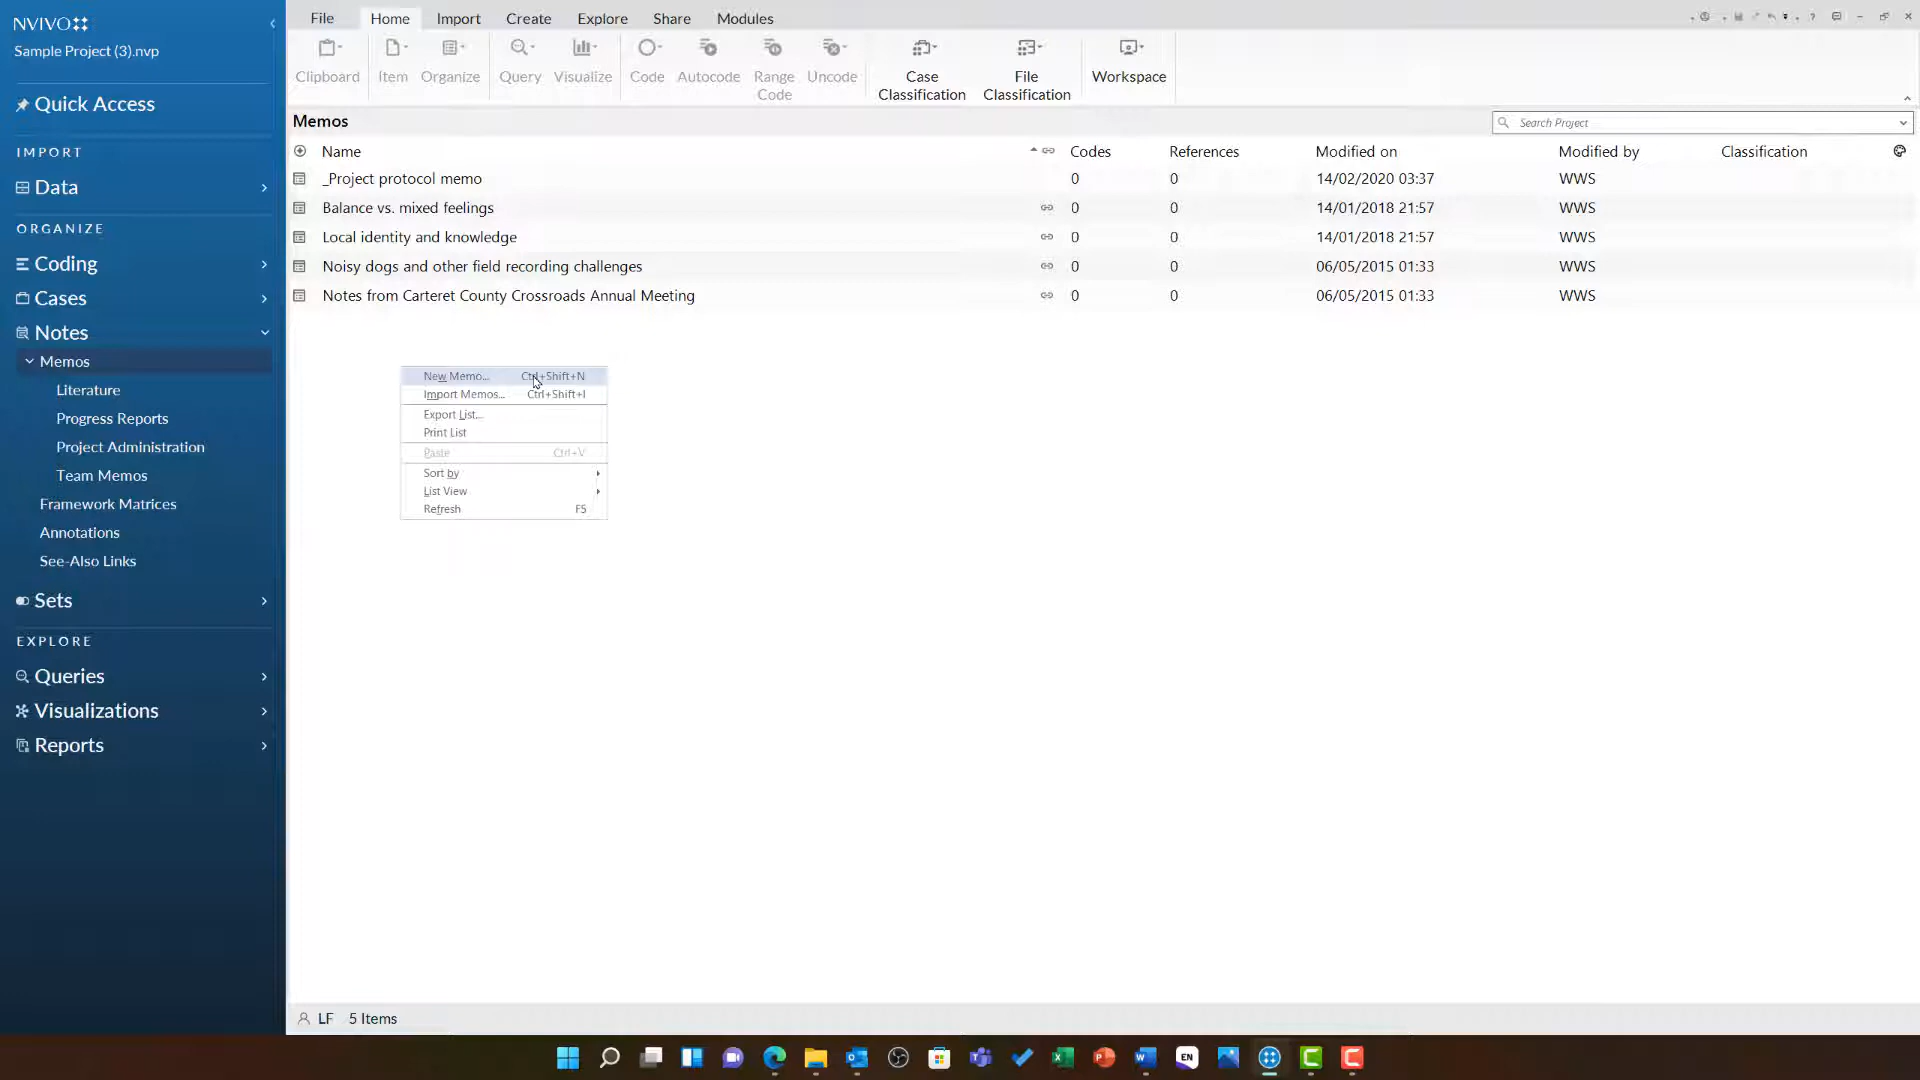 NVIVO
Sample Project (3).nvp
Quick Access
IMPORT
Data
ORGANIZE
Coding
Cases
Notes
Memos
Literature
Progress Reports
Project Administration
Team Memos
Framework Matrices
Annotations
See-Also Links
Sets
EXPLORE
Queries
Visualizations
Reports
File Home Import Create Explore Share Modules
Clipboard Item Organize Query Visualize Code Autocode Range Code Uncode Case Classification File Classification Workspace
Memos
Search Project
Name Codes References Modified on Modified by Classification
_Project protocol memo 0 0 14/02/2020 03:37 WWS
Balance vs. mixed feelings 0 0 14/01/2018 21:57 WWS
Local identity and knowledge 0 0 14/01/2018 21:57 WWS
Noisy dogs and other field recording challenges 0 0 06/05/2015 01:33 WWS
Notes from Carteret County Crossroads Annual Meeting 0 0 06/05/2015 01:33 WWS
New Memo... Ctrl+Shift+N
Import Memos... Ctrl+Shift+I
Export List...
Print List
Paste Ctrl+V
Sort by
List View
Refresh F5
LF 5 Items
EN